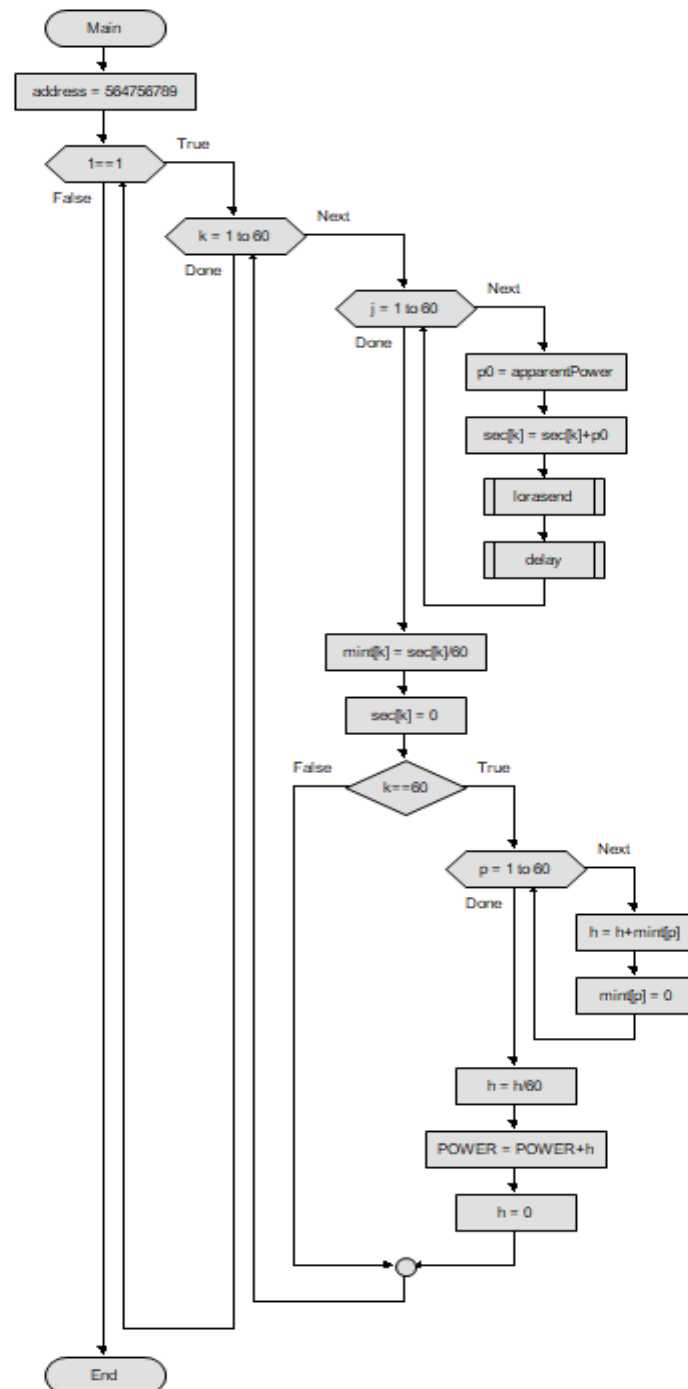 Main
address = 564756789
True
1==1
False
Next
k = 1 to 60
Done
Next
j = 1 to 60
Done
p0 = apparentPower
sec[k] = sec[k]+p0
lorasend
delay
mint[k] = sec[k]/60
sec[k] = 0
False
True
k==60
Next
p = 1 to 60
Done
h = h+mint[p]
mint[p] = 0
h = h/60
POWER = POWER+h
h = 0
End